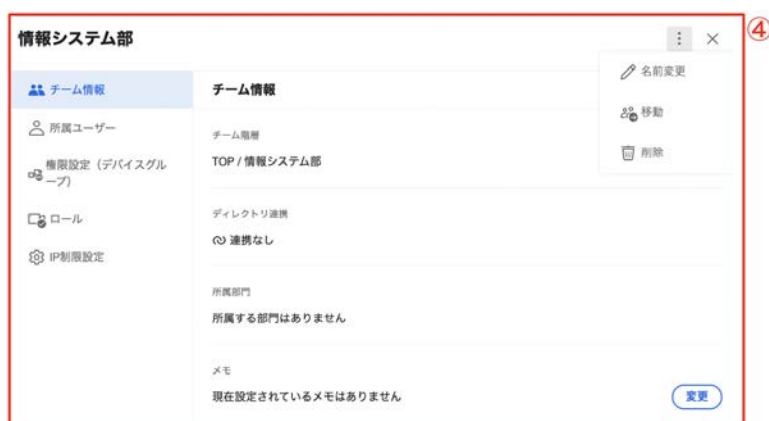 情報システム部
④
名前変更
移動
削除
チーム情報
所属ユーザー
権限設定（デバイスグル
ープ）
ロール
IP制限設定
チーム情報
チーム階層
TOP / 情報システム部
ディレクトリ連携
連携なし
所属部門
所属する部門はありません
メモ
現在設定されているメモはありません
変更